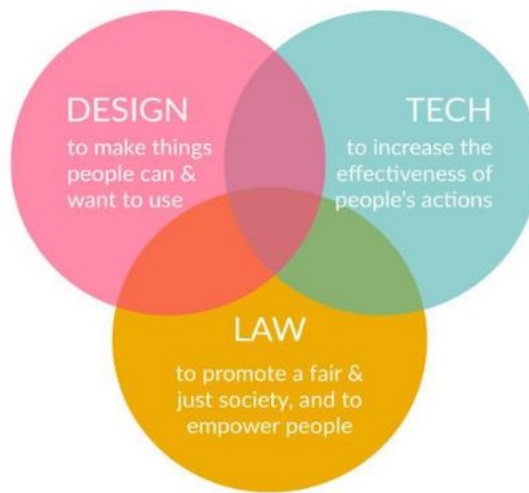 DESIGN
to make things
people can &
want to use
TECH
to increase the
effectiveness of
people's actions
LAW
to promote a fair &
just society, and to
empower people